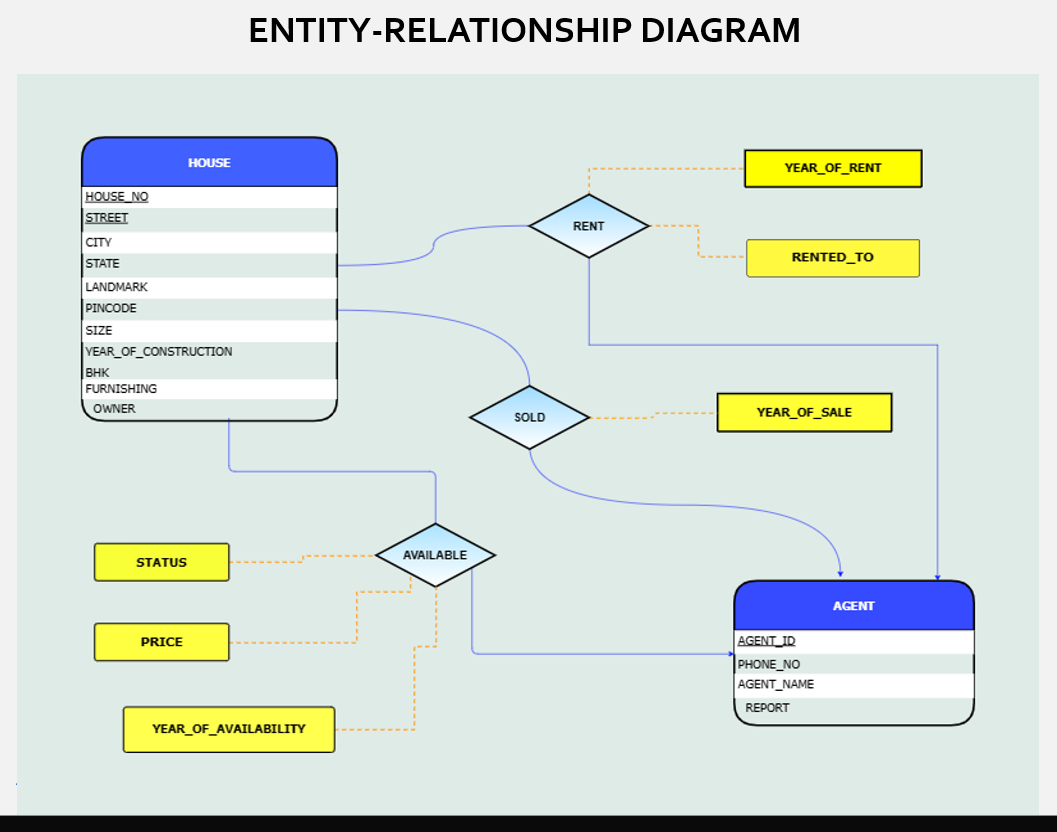 ENTITY-RELATIONSHIP DIAGRAM
HOUSE
HOUSE_NO
STREET
CITY
STATE
LANDMARK
PINCODE
SIZE
YEAR_OF_CONSTRUCTION
BHK
FURNISHING
OWNER
RENT
YEAR_OF_RENT
RENTED_TO
SOLD
YEAR_OF_SALE
AVAILABLE
STATUS
PRICE
YEAR_OF_AVAILABILITY
AGENT
AGENT_ID
PHONE_NO
AGENT_NAME
REPORT